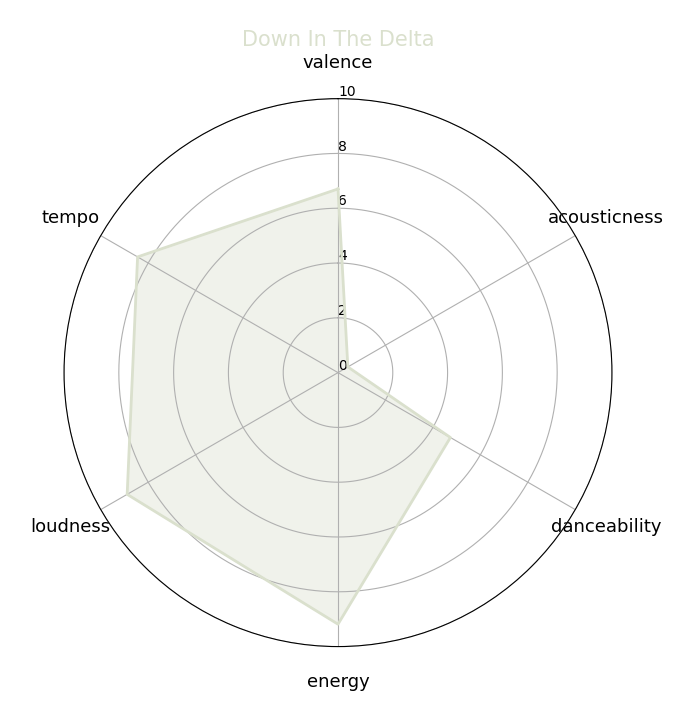 Down In The Delta
valence
10
8
tempo
6
acousticness
4
2
0
loudness
danceability
energy